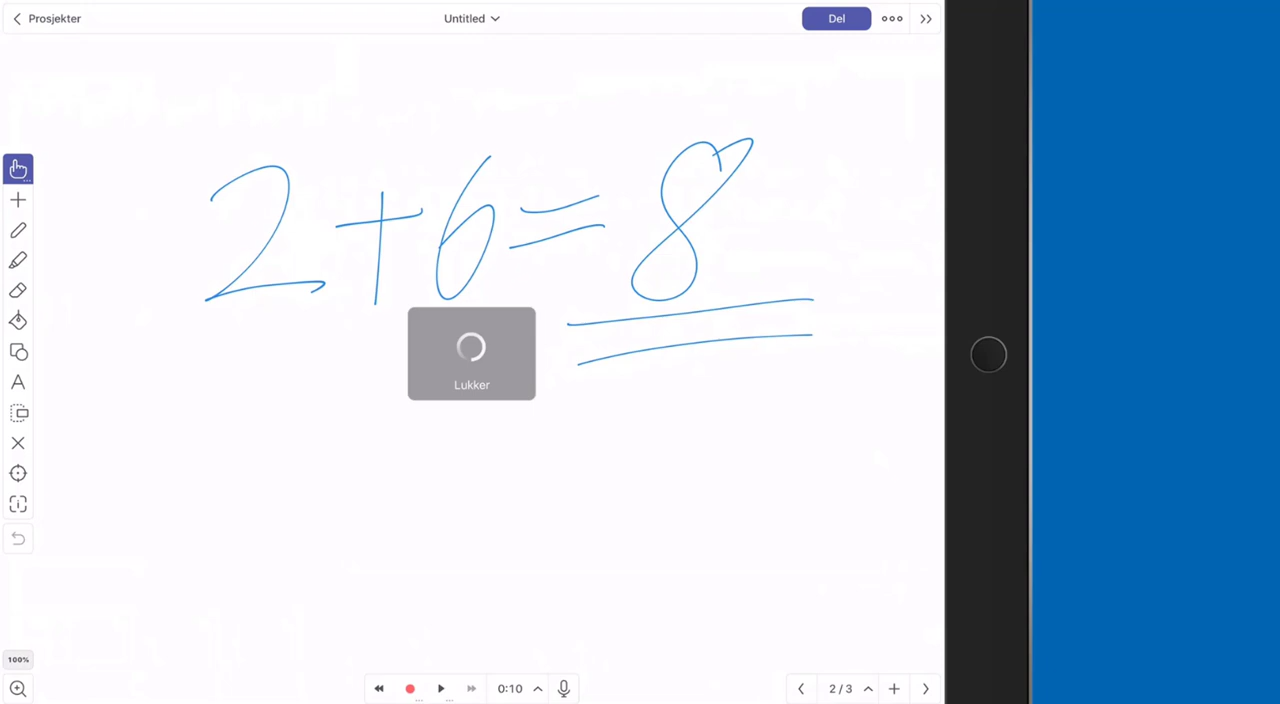 Prosjekter
Untitled
Del
2+6=8
Lukker
A
100%
0:10
2/3